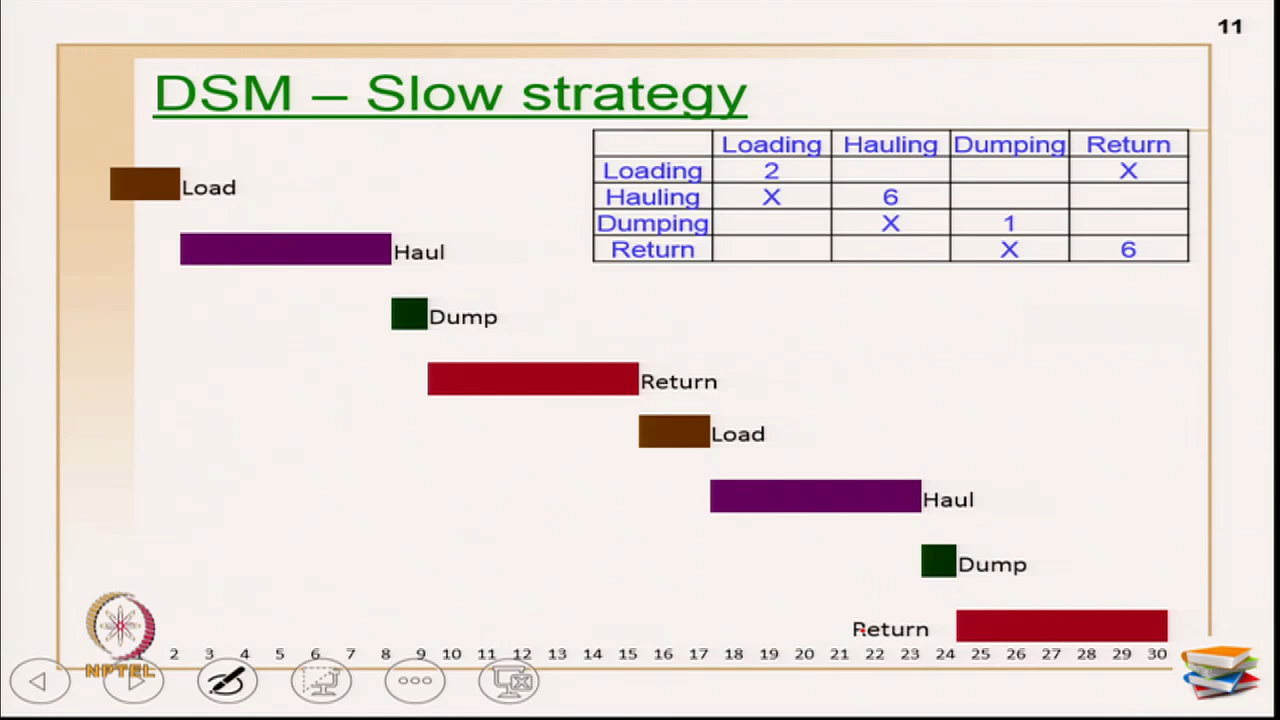 11
DSM – Slow strategy
Loading Hauling Dumping Return
Loading 2 X
Hauling X 6
Dumping X 1
Return X 6
Load
Haul
Dump
Return
Load
Haul
Dump
Return
2 3 4 5 6 7 8 9 10 11 12 13 14 15 16 17 18 19 20 21 22 23 24 25 26 27 28 29 30
NPTEL